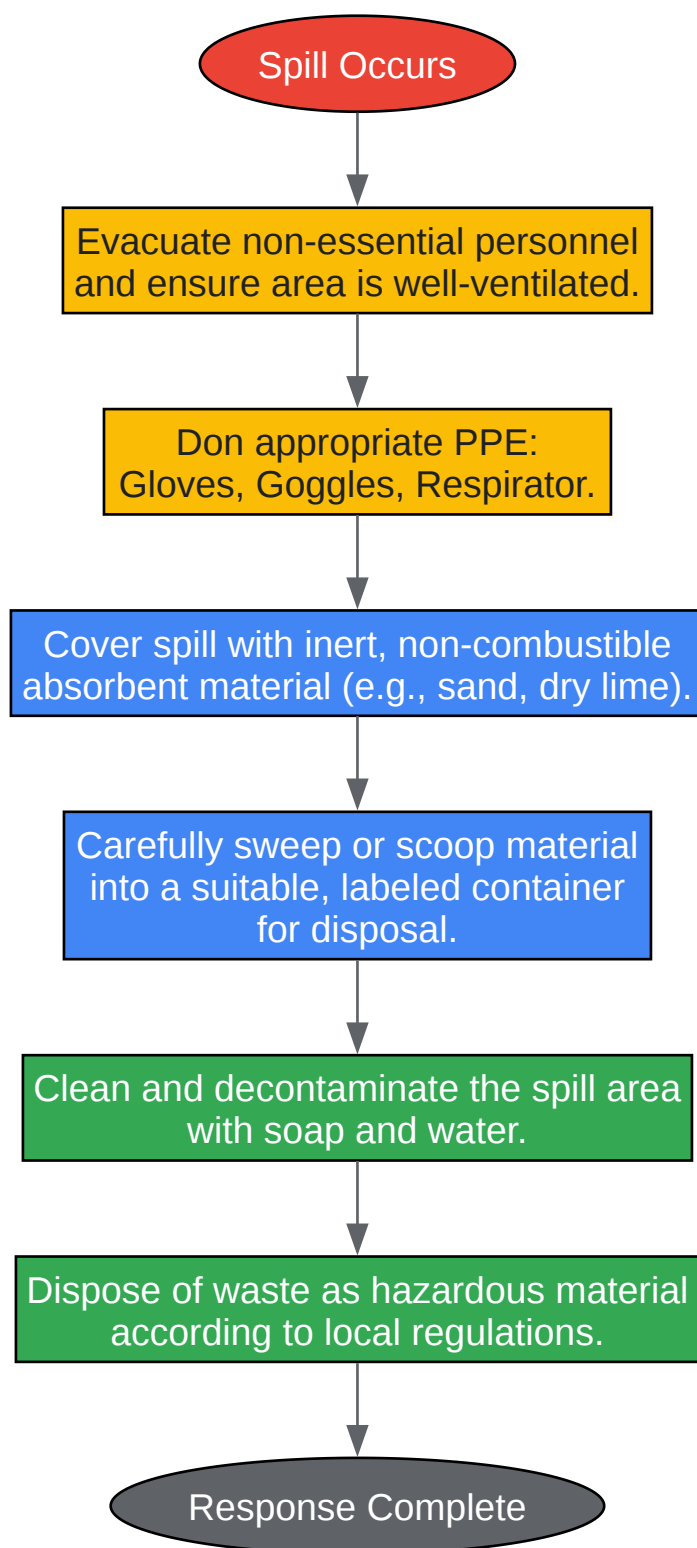 Spill Occurs
Evacuate non-essential personnel
and ensure area is well-ventilated.
Don appropriate PPE:
Gloves, Goggles, Respirator.
Cover spill with inert, non-combustible
absorbent material (e.g., sand, dry lime).
Carefully sweep or scoop material
into a suitable, labeled container
for disposal.
Clean and decontaminate the spill area
with soap and water.
Dispose of waste as hazardous material
according to local regulations.
Response Complete